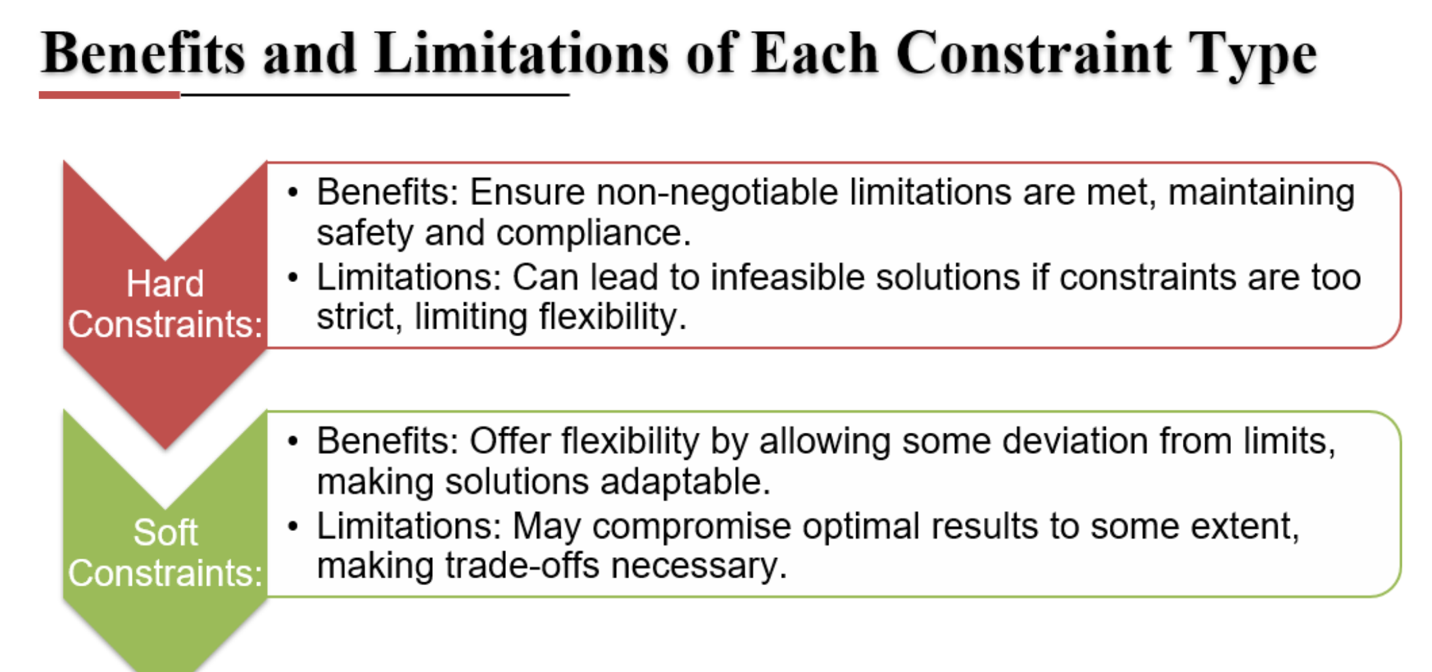 Benefits and Limitations of Each Constraint Type
Hard
Constraints:
• Benefits: Ensure non-negotiable limitations are met, maintaining
safety and compliance.
• Limitations: Can lead to infeasible solutions if constraints are too
strict, limiting flexibility.
Soft
Constraints:
• Benefits: Offer flexibility by allowing some deviation from limits,
making solutions adaptable.
• Limitations: May compromise optimal results to some extent,
making trade-offs necessary.